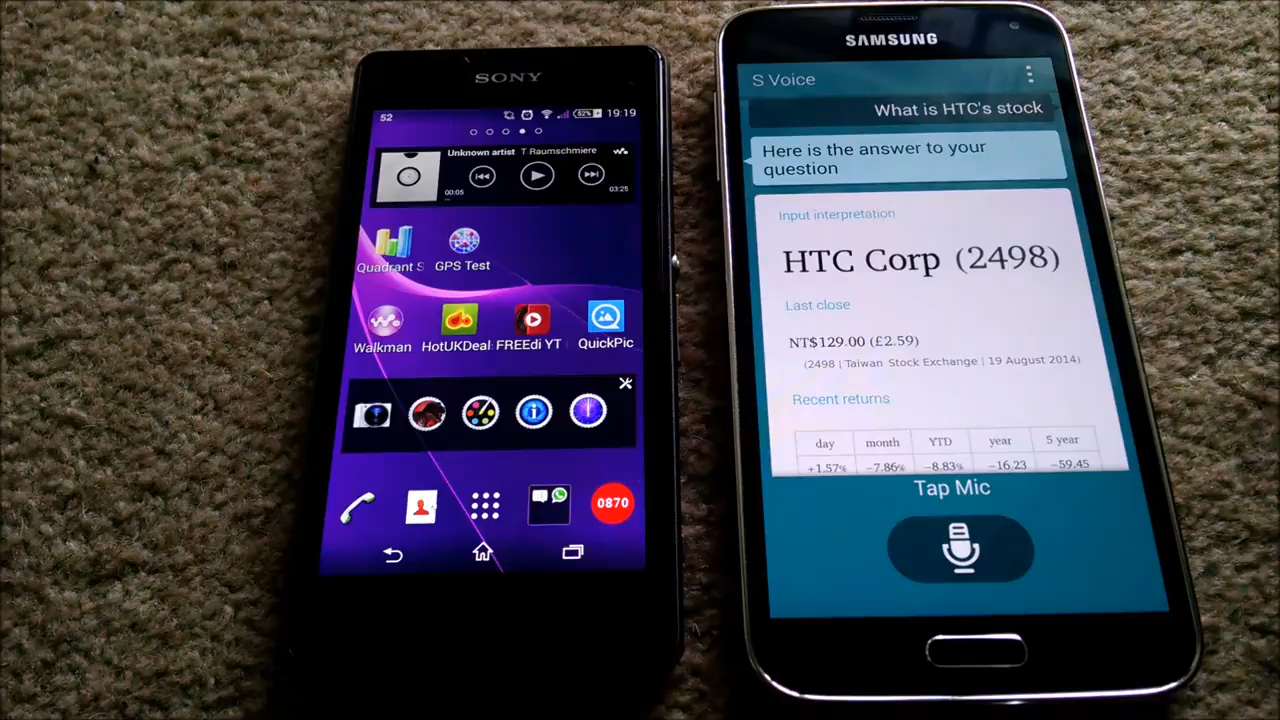 SONY
52
62%
19:19
Unknown artist T Raumschmiere
00:05
03:25
Quadrant S
GPS Test
Walkman
HotUKDeal
FREEdi YT
QuickPic
0870
SAMSUNG
S Voice
What is HTC's stock
Here is the answer to your
question
Input interpretation
HTC Corp (2498)
Last close
NT$129.00 (£2.59)
(2498 | Taiwan Stock Exchange | 19 August 2014)
Recent returns
day month YTD year 5 year
+1.57% −7.86% −8.83% −16.23 −59.45
Tap Mic